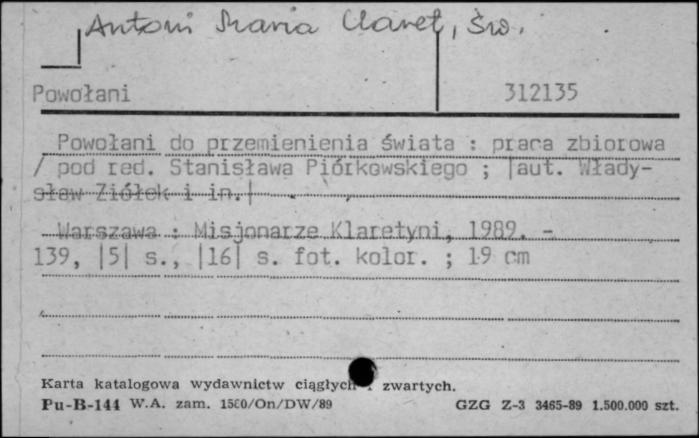 Antoni Maria Claret, Św.
Powołani 312135
Powołani do przemienienia świata : praca zbiorowa
/ pod red. Stanisława Piórkowskiego ; |aut. Włady-
sław Ziółek i in.|
Warszawa : Misjonarze Klaretyni, 1989. -
139, |5| s., |16| s. fot. kolor. ; 19 cm
Karta katalogowa wydawnictw ciągłych i zwartych.
Pu-B-144 W.A. zam. 1560/On/DW/89 GZG Z-3 3465-89 1.500.000 szt.